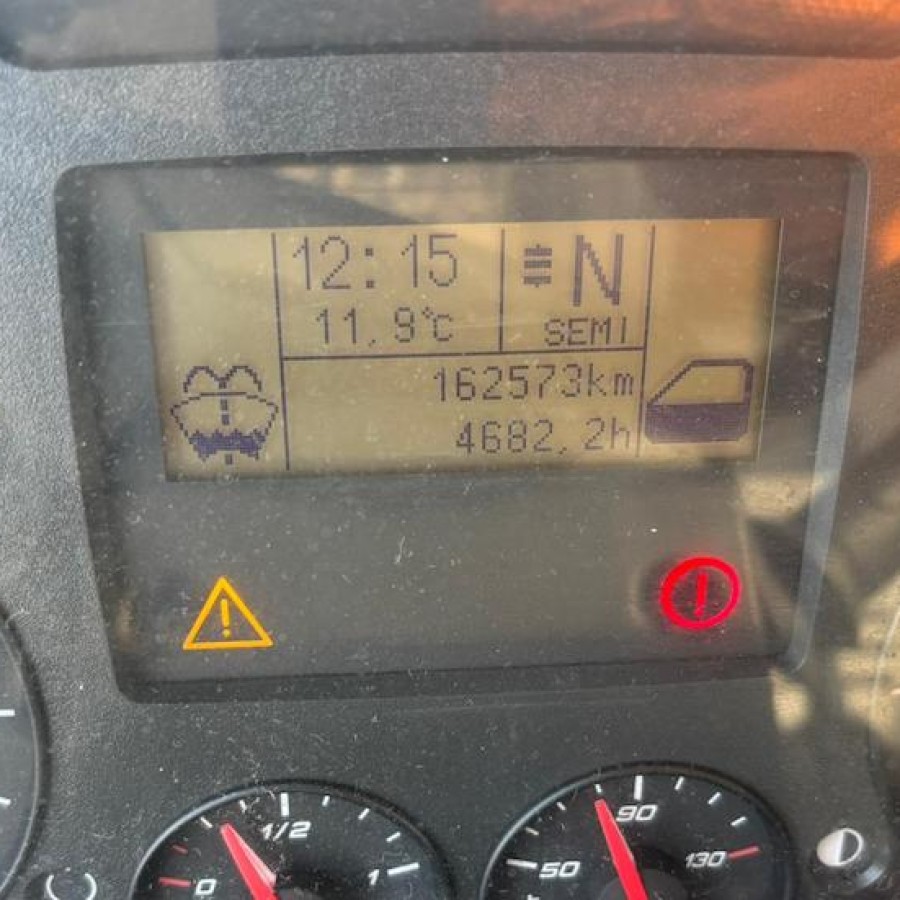 12:15
N
11,9°C
SEMI
162573km
4682,2h
1/2
0
1
90
50
130